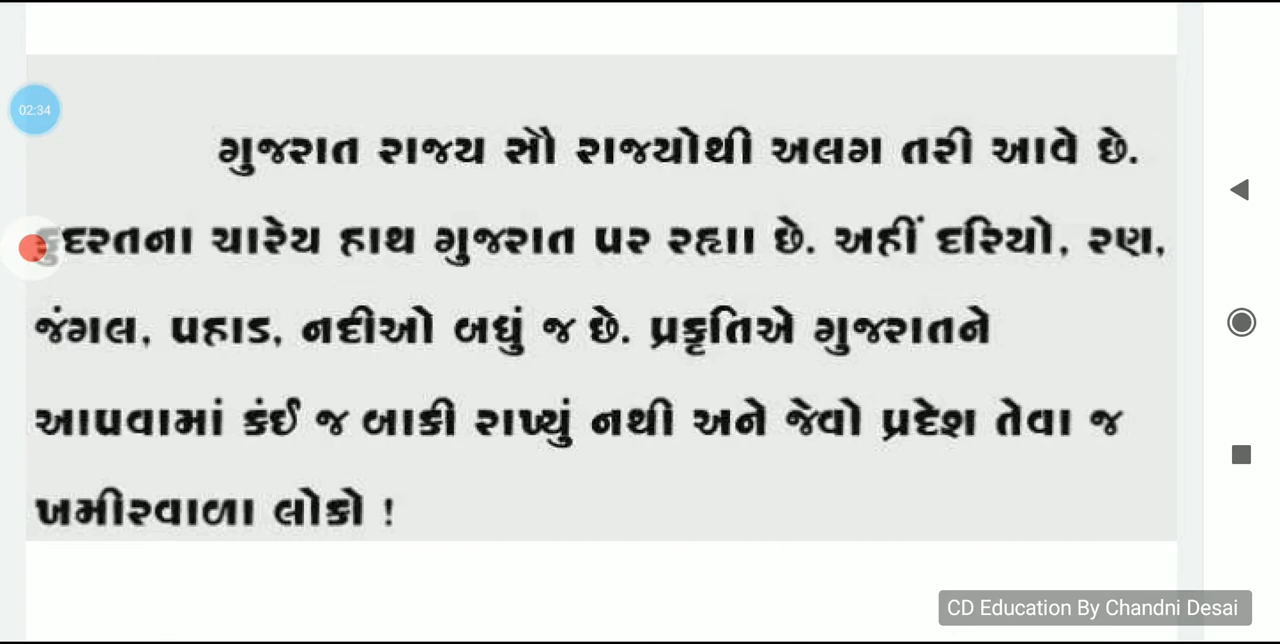 ગુજરાત રાજ્ય સૌ રાજ્યોથી અલગ તરી આવે છે.
02:34
કુદરતના ચારેય હાથ ગુજરાત પર રહ્યા છે. અહીં દરિયો, રણ,
જંગલ, પહાડ, નદીઓ બધું જ છે. પ્રકૃતિએ ગુજરાતને
આપવામાં કંઈ જ બાકી રાખ્યું નથી અને જેવો પ્રદેશ તેવા જ
ખમીરવાળા લોકો !
CD Education By Chandni Desai